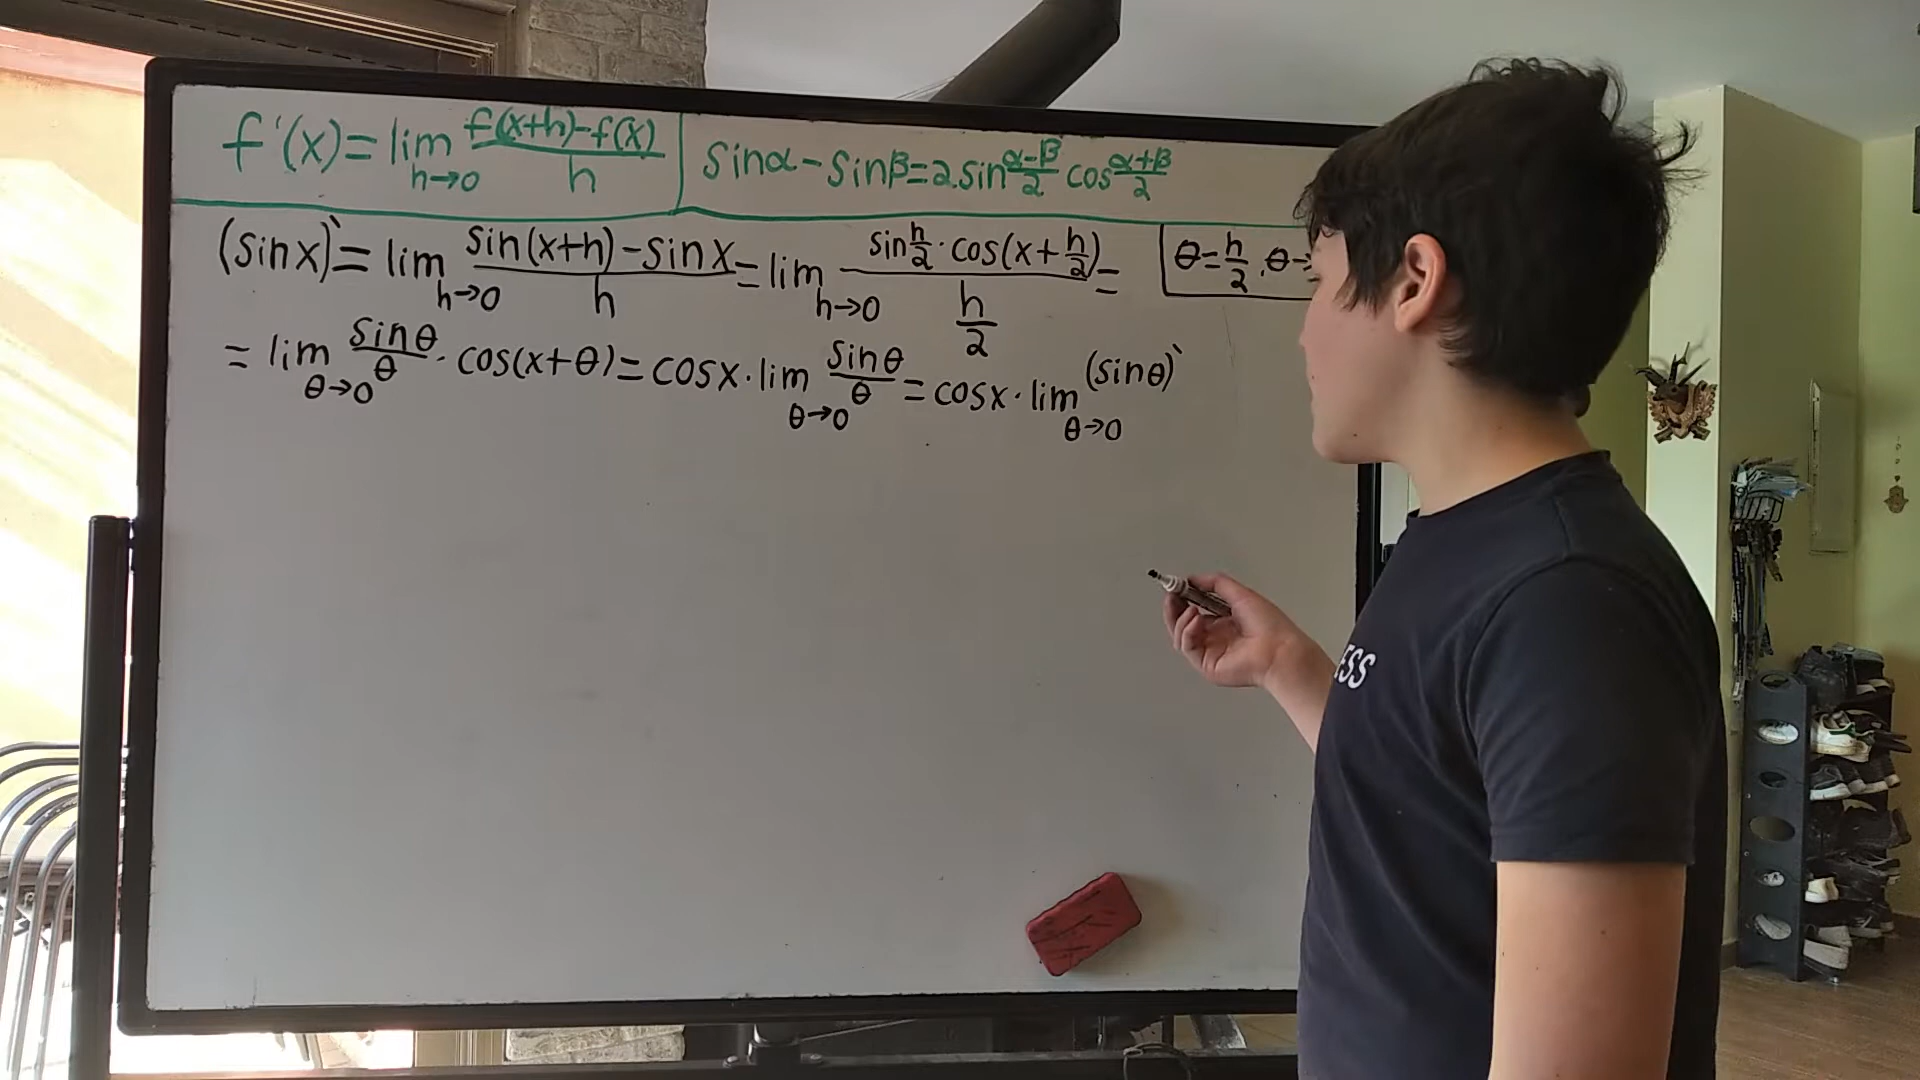 f'(x)=lim h→0 f(x+h)-f(x)/h
sinα-sinβ=2.sin α-β/2 cos α+β/2
(sinx)`=lim h→0 sin(x+h)-sinx/h=lim h→0 sin h/2·cos(x+h/2)/h/2=
θ=h/2,θ→
=lim θ→0 sinθ/θ·cos(x+θ)=cosx·lim θ→0 sinθ/θ=cosx·lim θ→0 (sinθ)`
ESS